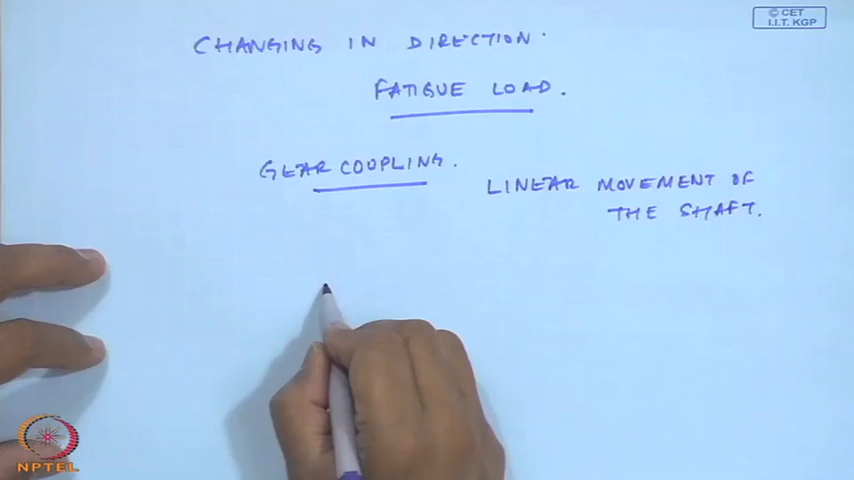 © CET
I.I.T. KGP
CHANGING IN DIRECTION.
FATIGUE LOAD.
GEAR COUPLING.
LINEAR MOVEMENT OF
THE SHAFT.
NPTEL